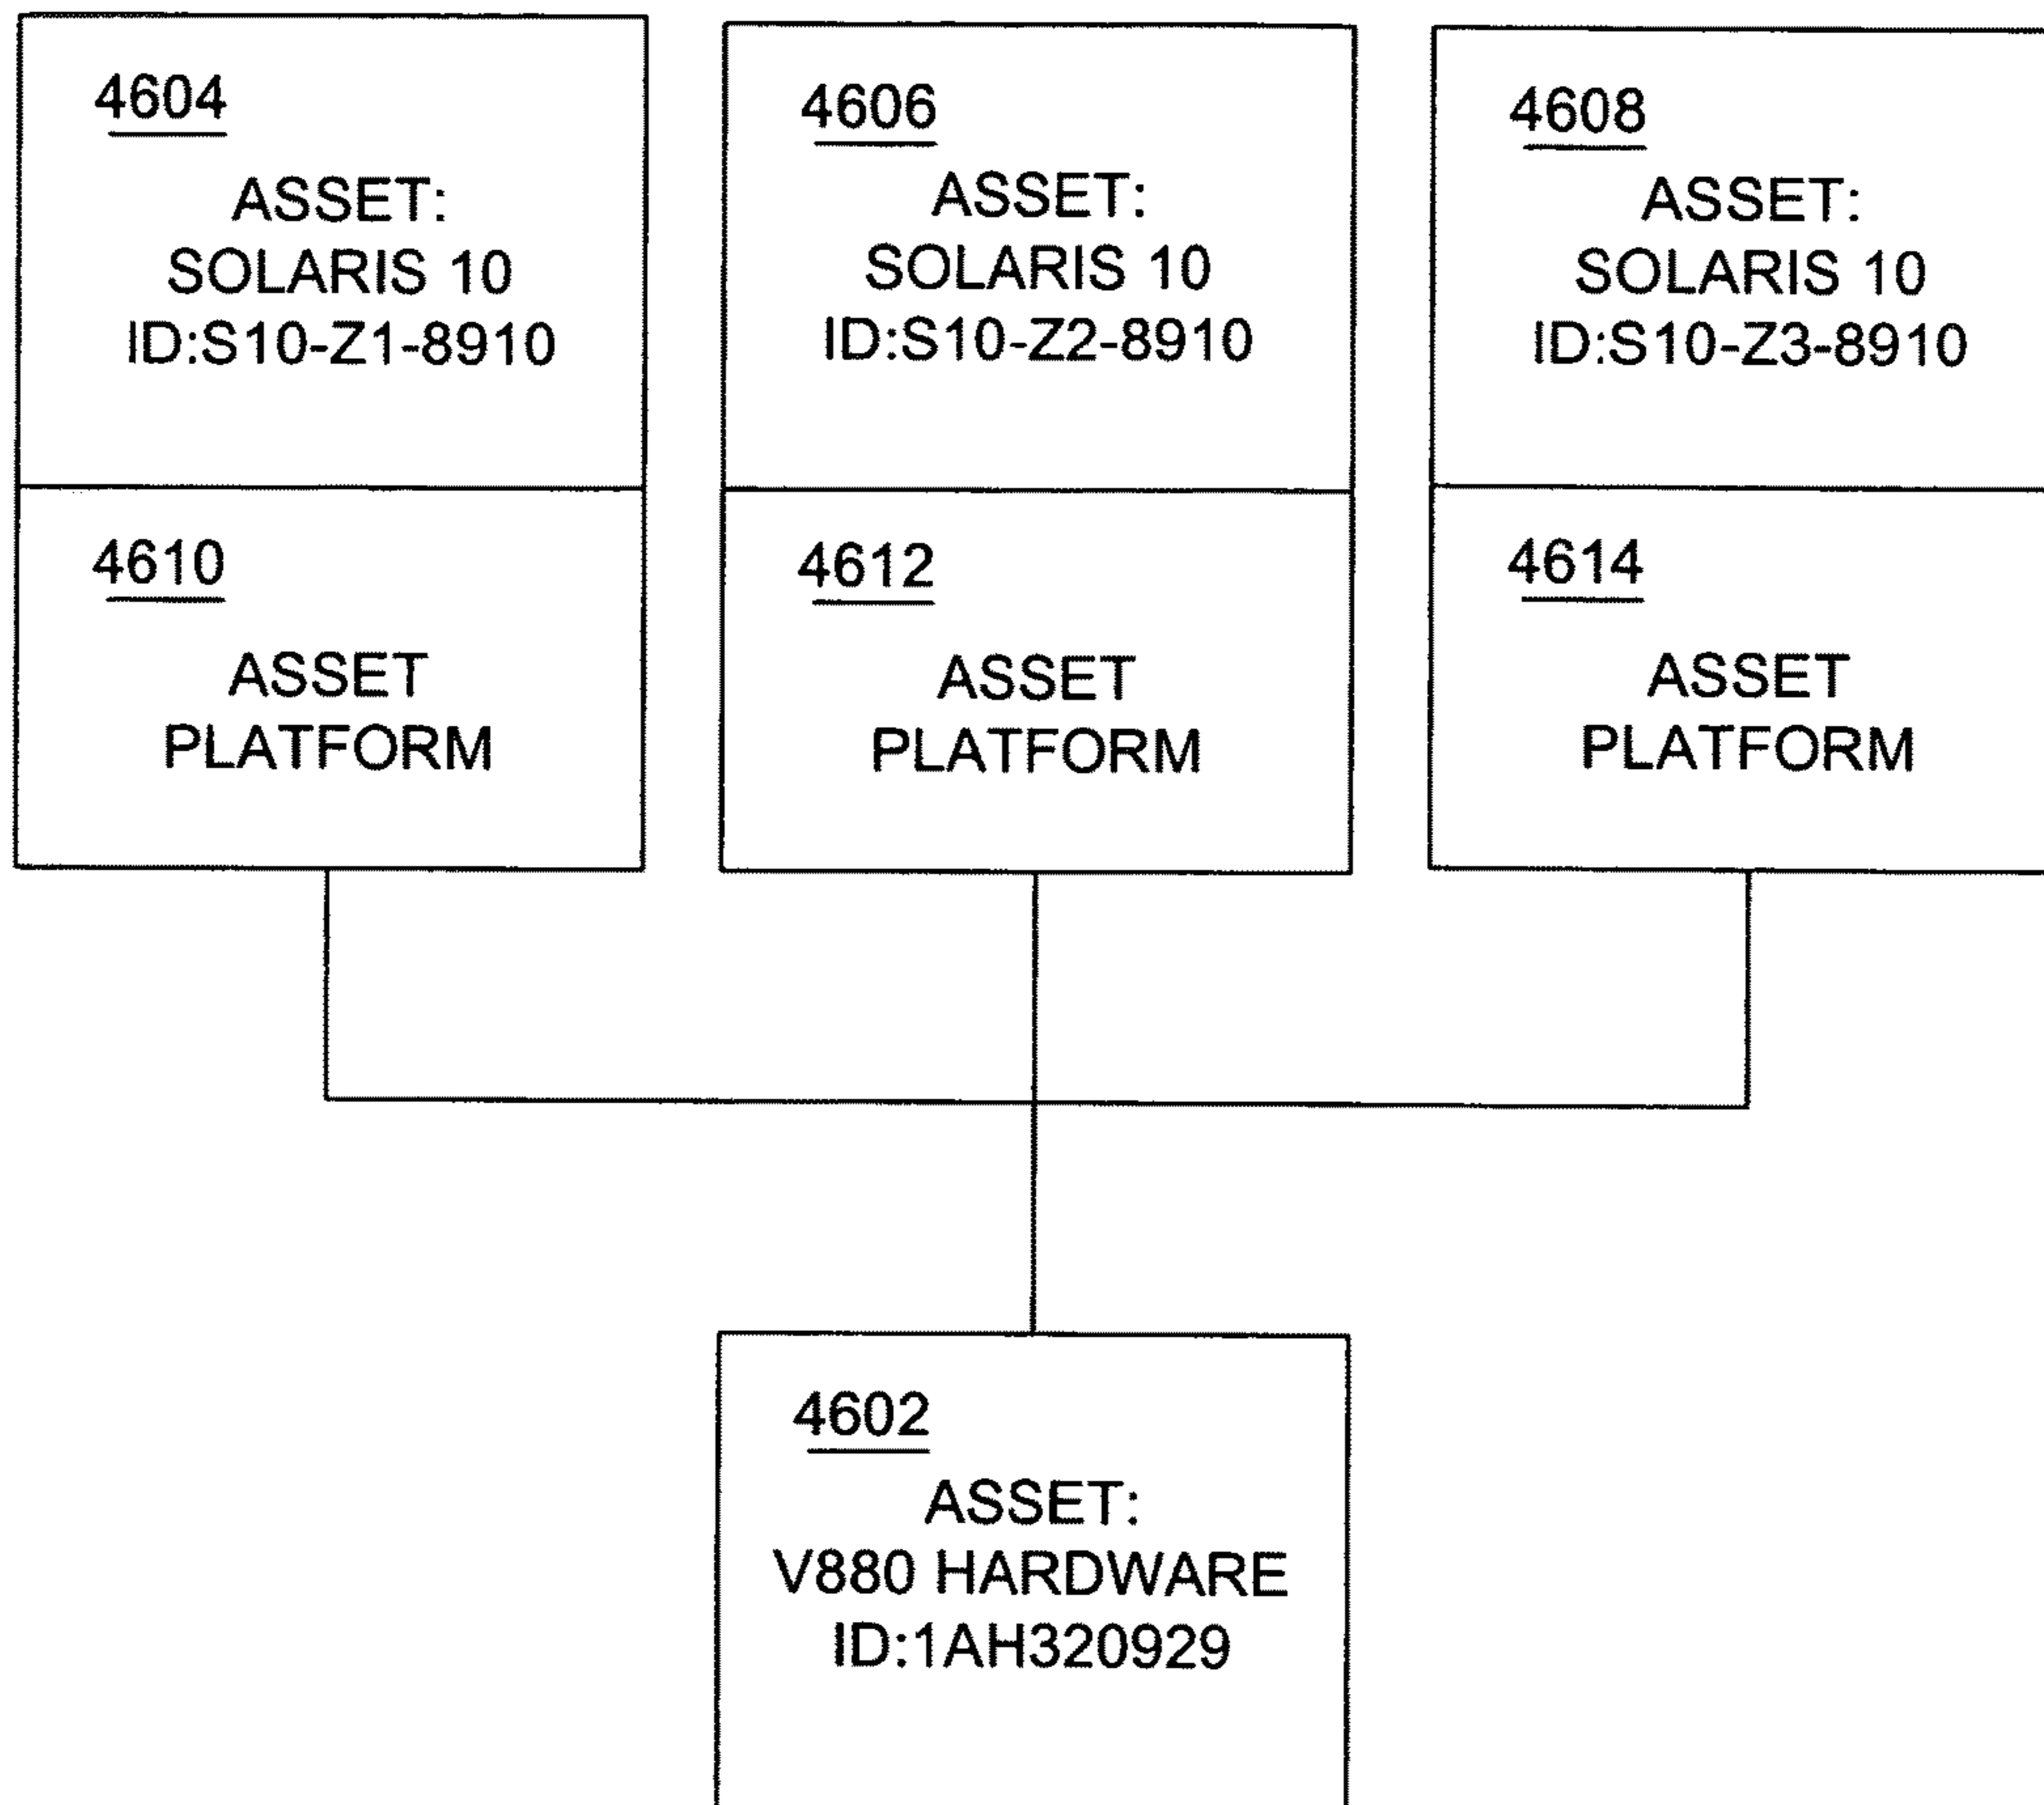 4604
ASSET:
SOLARIS 10
ID:S10-Z1-8910
4610
ASSET
PLATFORM
4606
ASSET:
SOLARIS 10
ID:S10-Z2-8910
4612
ASSET
PLATFORM
4608
ASSET:
SOLARIS 10
ID:S10-Z3-8910
4614
ASSET
PLATFORM
4602
ASSET:
V880 HARDWARE
ID:1AH320929